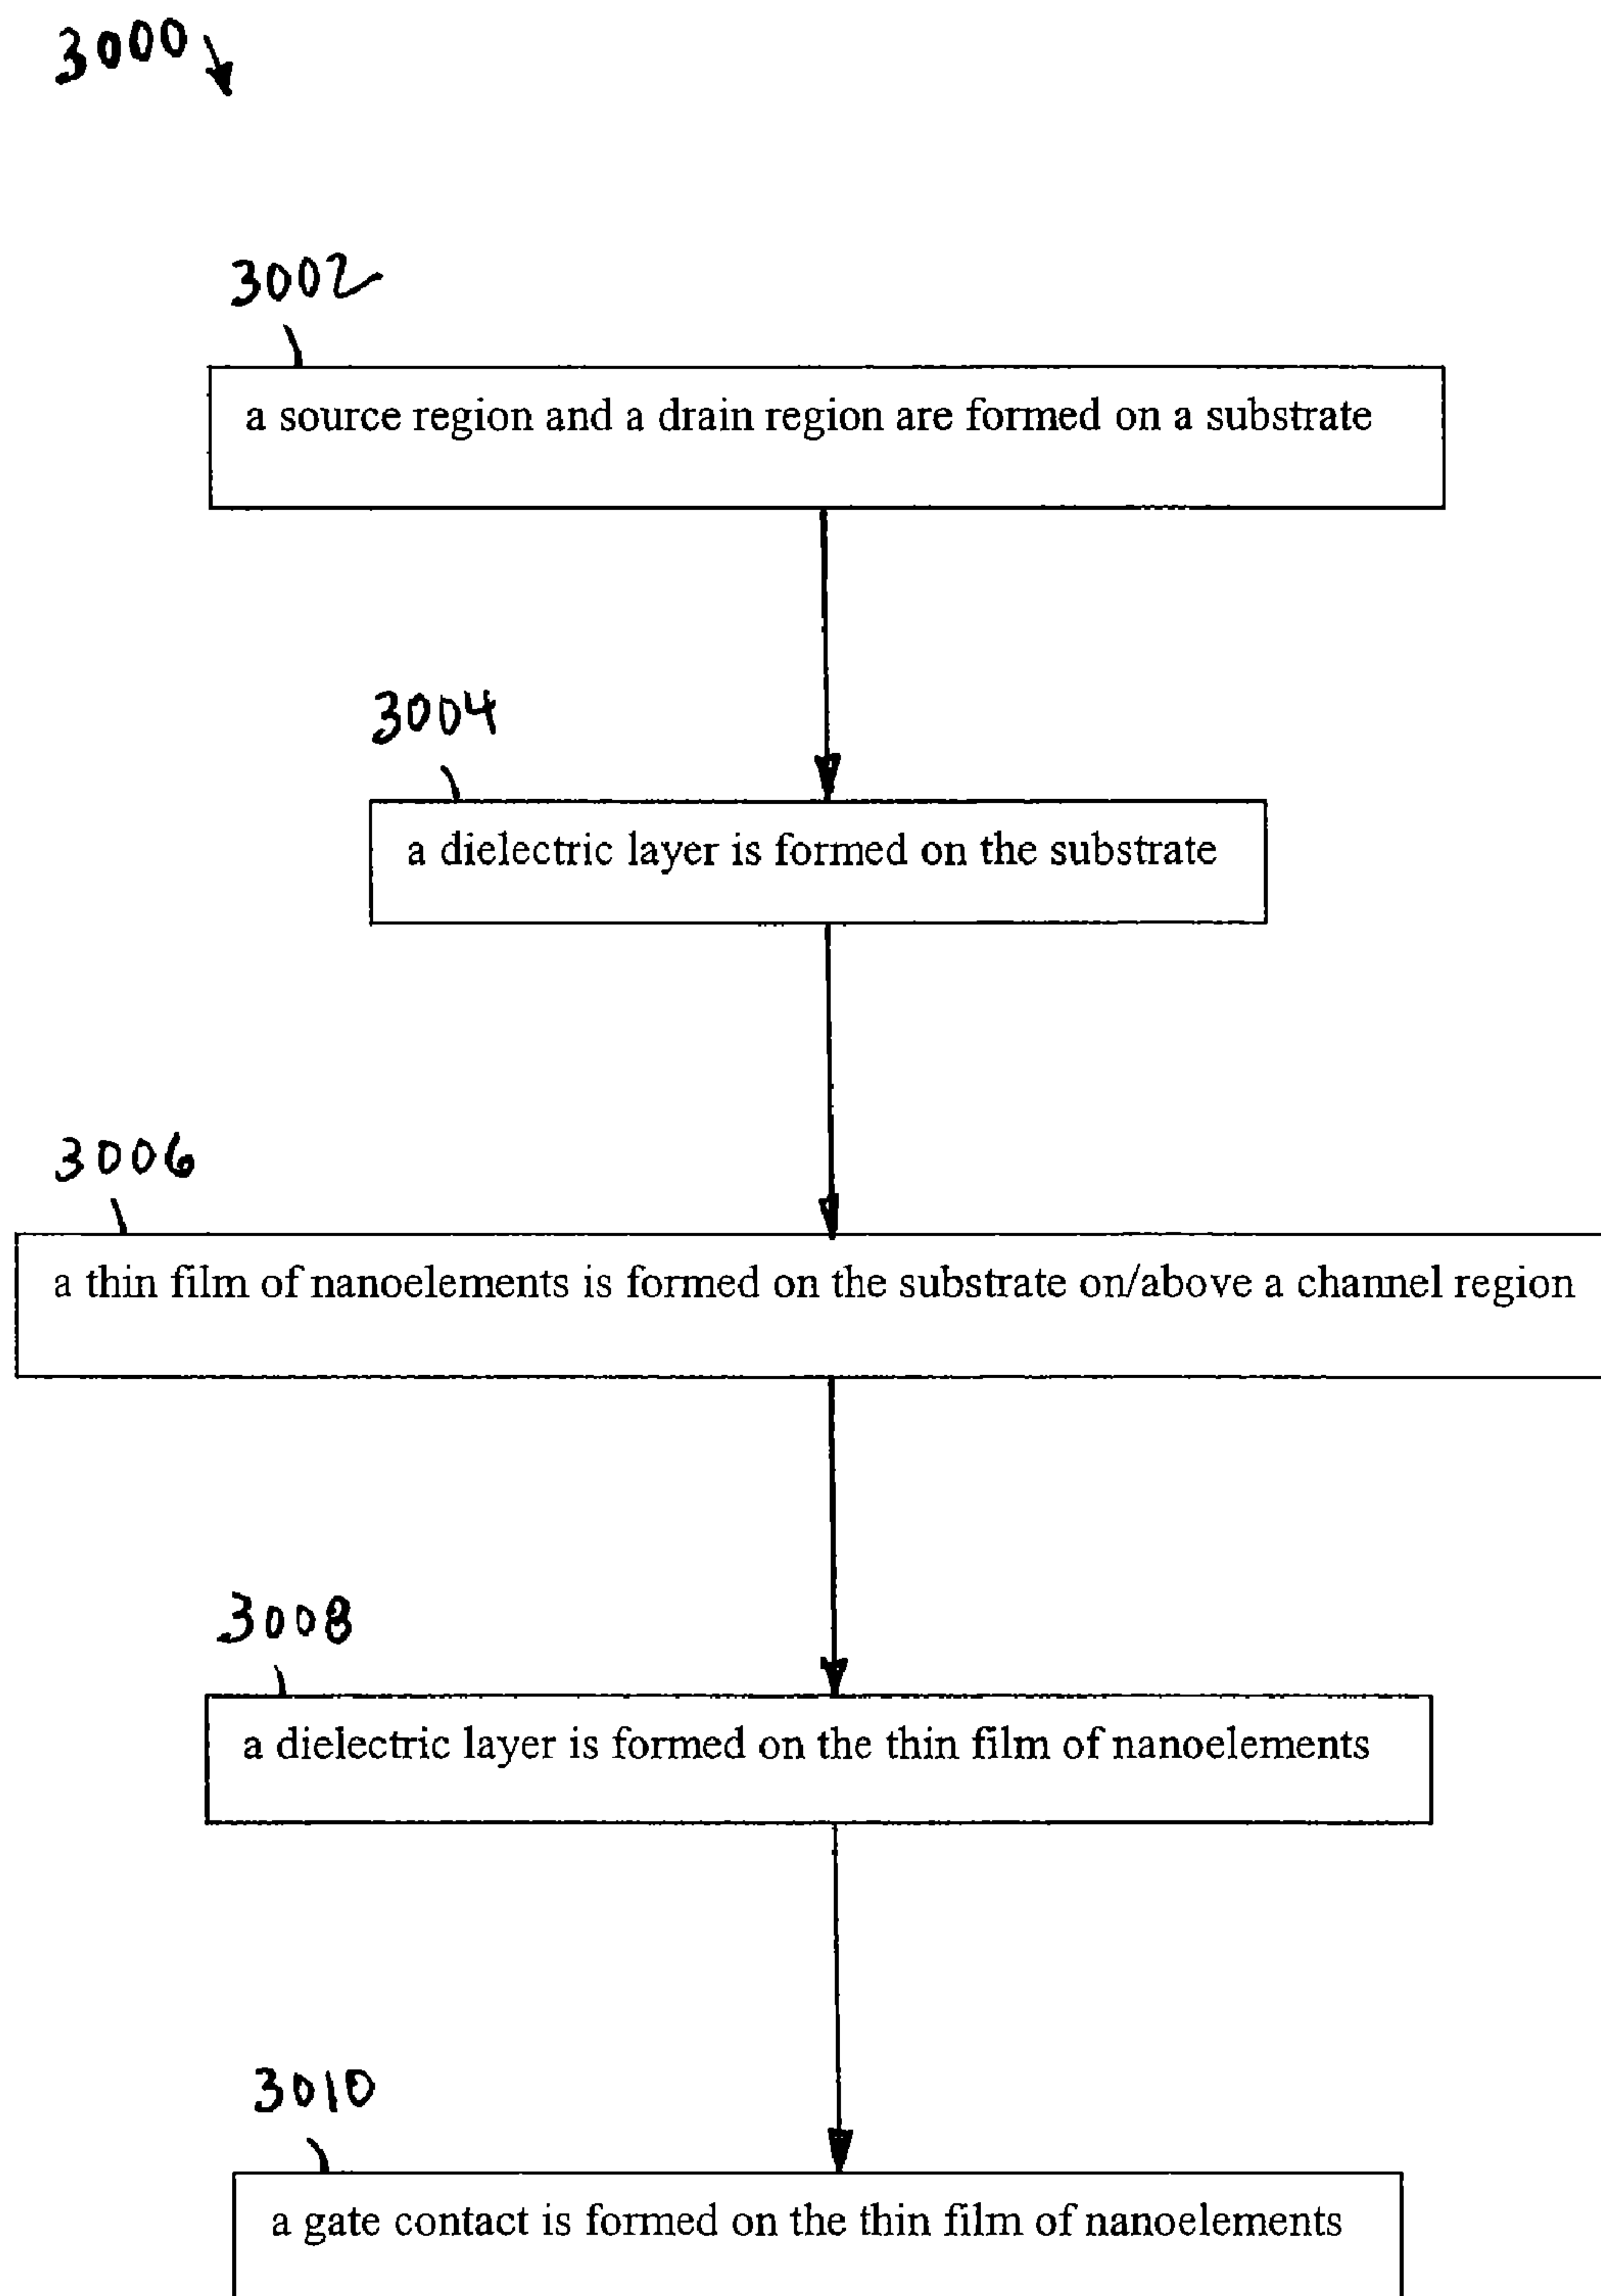 3000
3002
a source region and a drain region are formed on a substrate
3004
a dielectric layer is formed on the substrate
3006
a thin film of nanoelements is formed on the substrate on/above a channel region
3008
a dielectric layer is formed on the thin film of nanoelements
3010
a gate contact is formed on the thin film of nanoelements